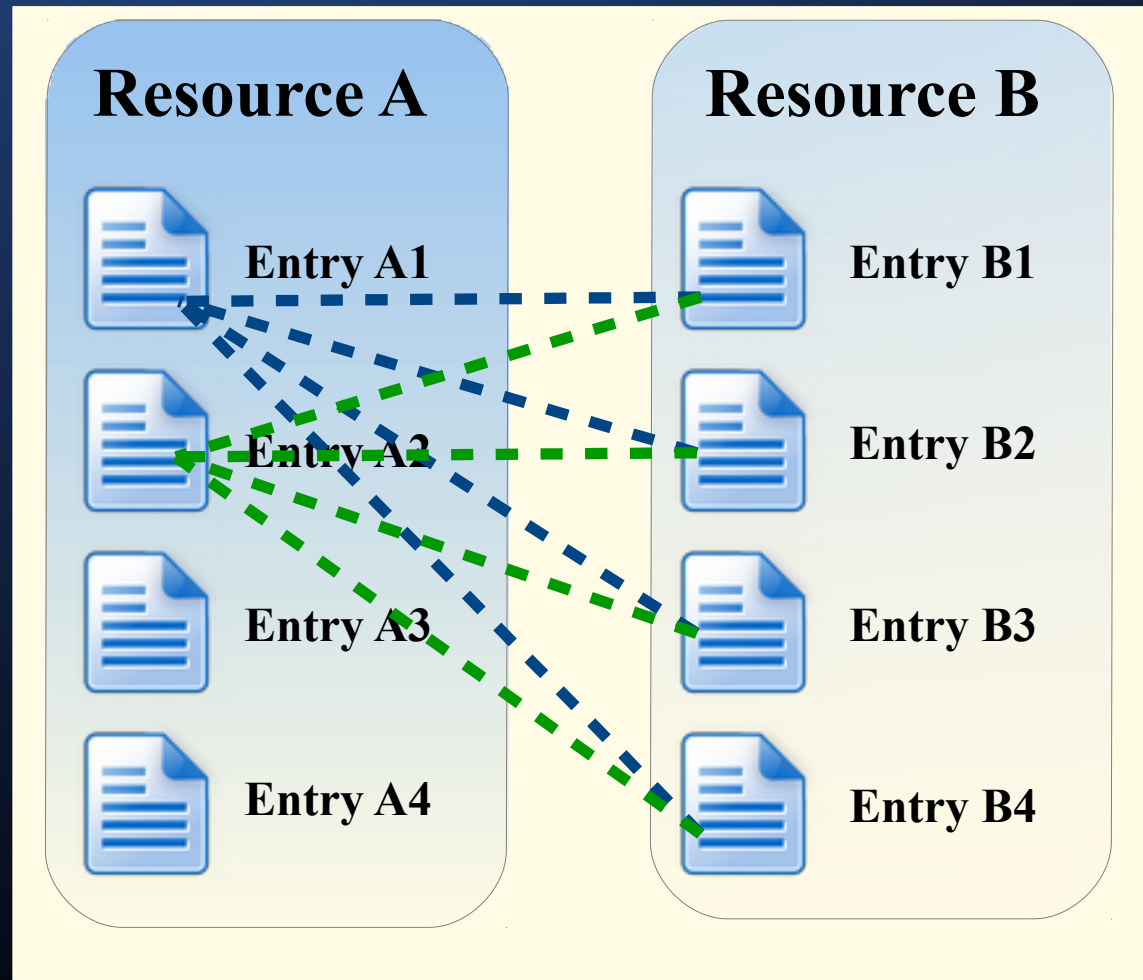 Resource A
Entry A1
Entry A2
Entry A3
Entry A4
Resource B
Entry B1
Entry B2
Entry B3
Entry B4